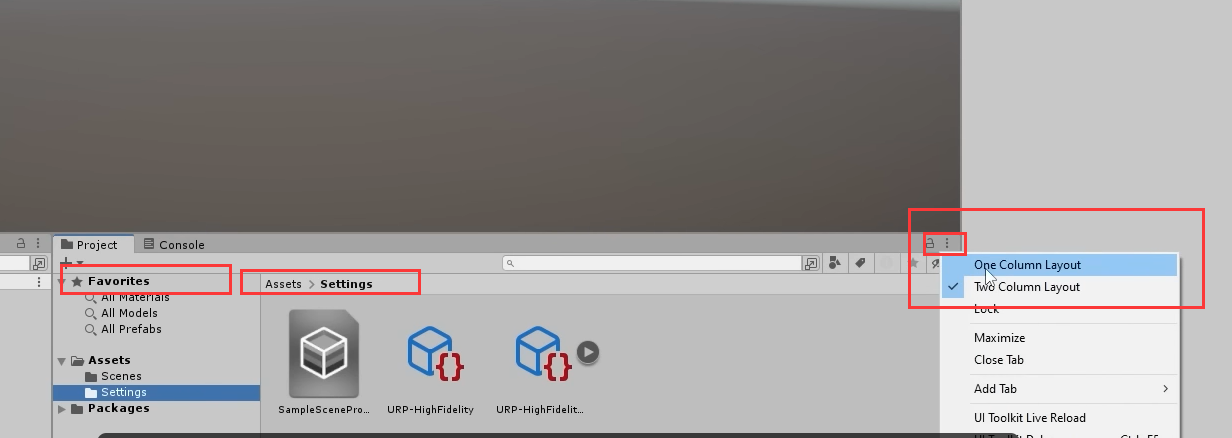 Project
Console
Favorites
All Materials
All Models
All Prefabs
Assets
Scenes
Settings
Packages
Assets > Settings
SampleScenePro...
URP-HighFidelity
URP-HighFidelit...
One Column Layout
Two Column Layout
Lock
Maximize
Close Tab
Add Tab
UI Toolkit Live Reload